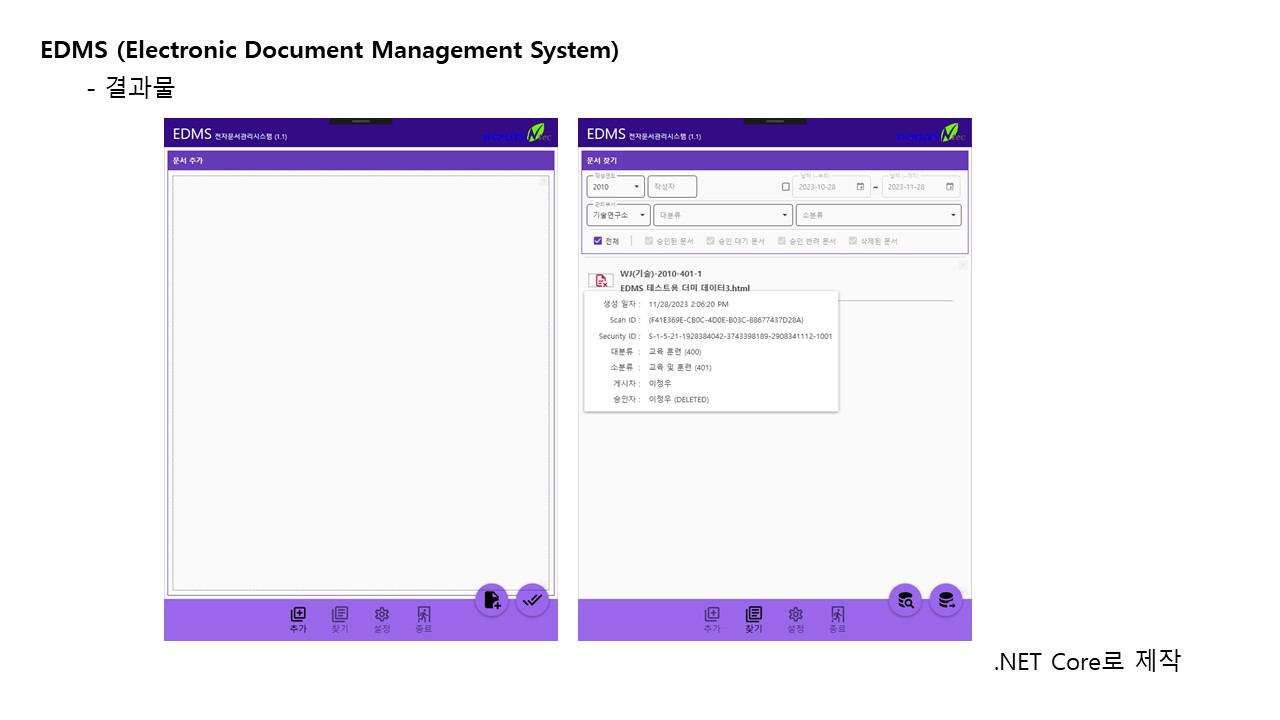 EDMS (Electronic Document Management System)
- 결과물
EDMS 전자문서관리시스템 (1.1)
문서 추가
추가 찾기 설정 종료
EDMS 전자문서관리시스템 (1.1)
문서 찾기
작성연도
2010
작성자
2023-10-28
~
2023-11-28
관리부서
기술연구소
대분류
소분류
전체
승인된 문서
승인 대기 문서
승인 반려 문서
삭제된 문서
WJ(기술)-2010-401-1
EDMS 테스트용 더미 데이터3.html
생성 일자 : 11/28/2023 2:06:20 PM
Scan ID : {F41E369E-CB0C-4D0E-B03C-88677437D28A}
Security ID : S-1-5-21-1928384042-3743398189-2908341112-1001
대분류 : 교육 훈련 (400)
소분류 : 교육 및 훈련 (401)
게시자 : 이정우
승인자 : 이정우 (DELETED)
추가 찾기 설정 종료
.NET Core로 제작